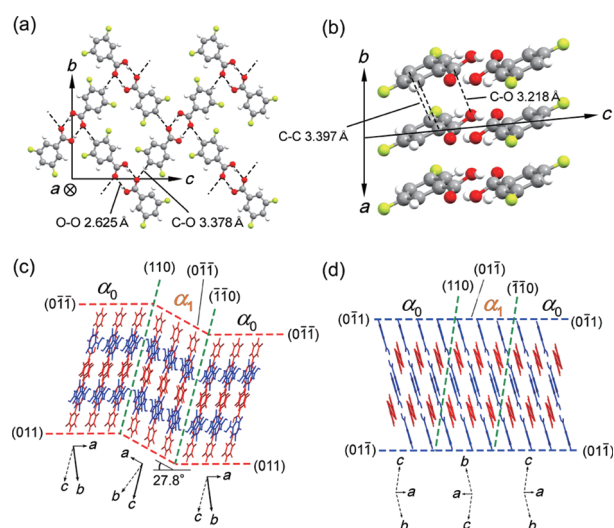 (a)
b
c
a
O-O 2.625 Å
C-O 3.378 Å
(b)
b
C-O 3.218 Å
c
C-C 3.397 Å
a
(c)
(110)
(01̄1̄)
α0
α1
(1̄1̄0)
(01̄1̄)
α0
(01̄1̄)
(011)
(011)
27.8°
a
c
b
a
b
c
a
c
b
(d)
(110)
(011̄)
(1̄1̄0)
α0
α1
α0
(01̄1)
(01̄1)
(011̄)
(011̄)
c
a
b
b
a
c
c
a
b